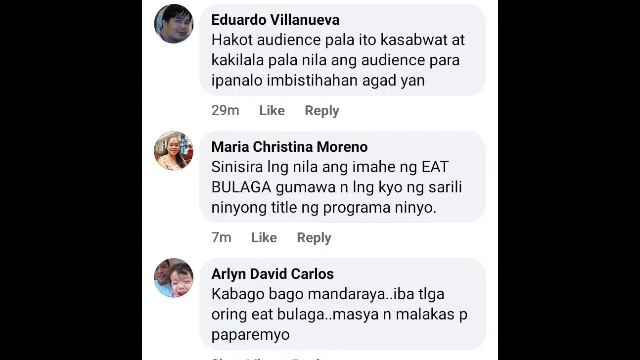 Eduardo Villanueva
Hakot audience pala ito kasabwat at
kakilala pala nila ang audience para
ipanalo imbistihahan agad yan
29m Like Reply
Maria Christina Moreno
Sinisira lng nila ang imahe ng EAT
BULAGA gumawa n lng kyo ng sarili
ninyong title ng programa ninyo.
7m Like Reply
Arlyn David Carlos
Kabago bago mandaraya..iba tlga
oring eat bulaga..masya n malakas p
paparemyo